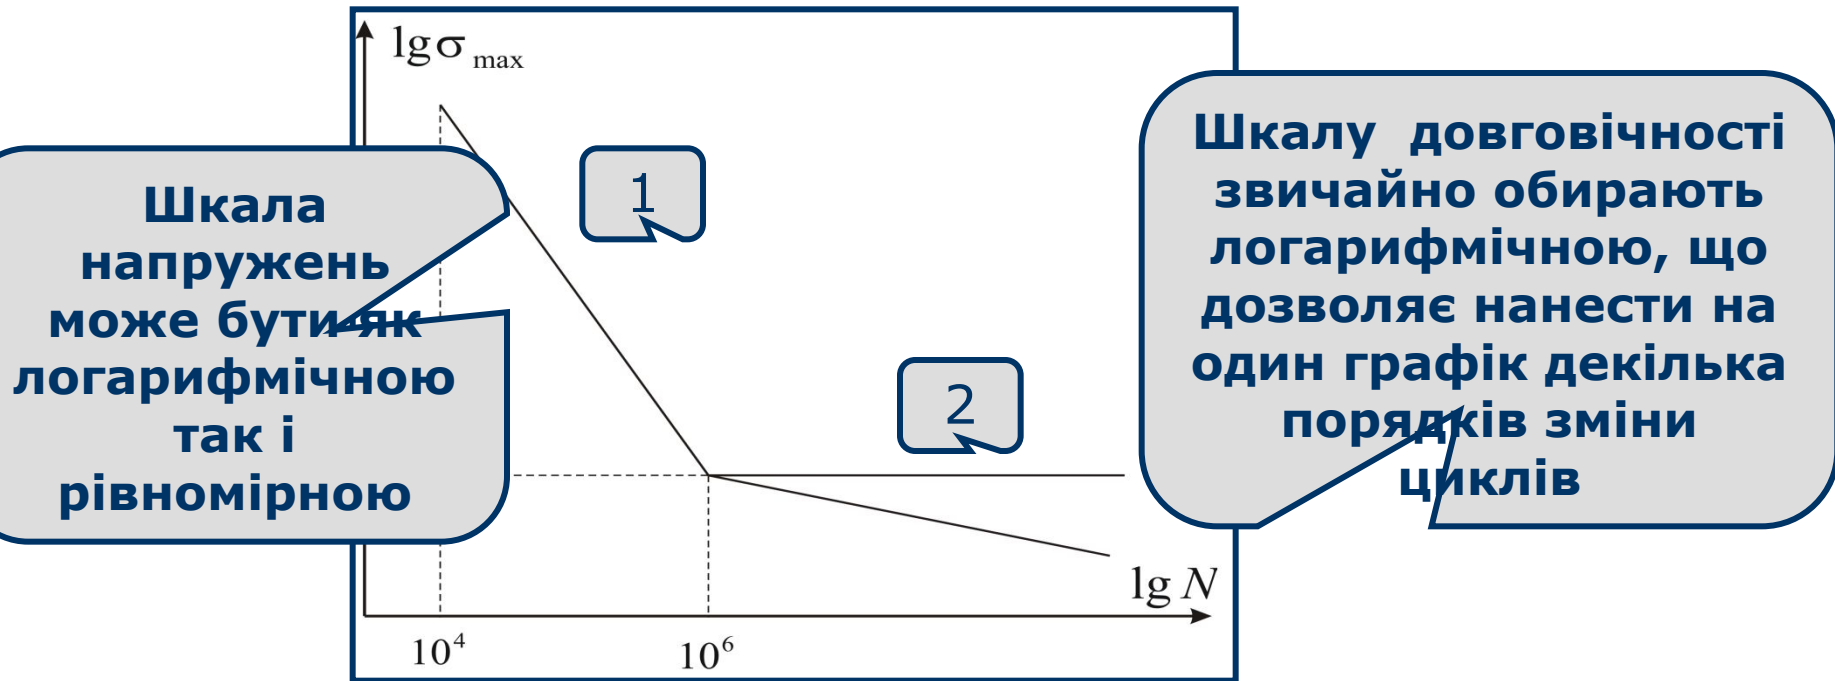 lgσ max
Шкала
напружень
може бути як
логарифмічною
так і
рівномірною
1
2
Шкалу довговічності
звичайно обирають
логарифмічною, що
дозволяє нанести на
один графік декілька
порядків зміни
циклів
lg N
10⁴
10⁶